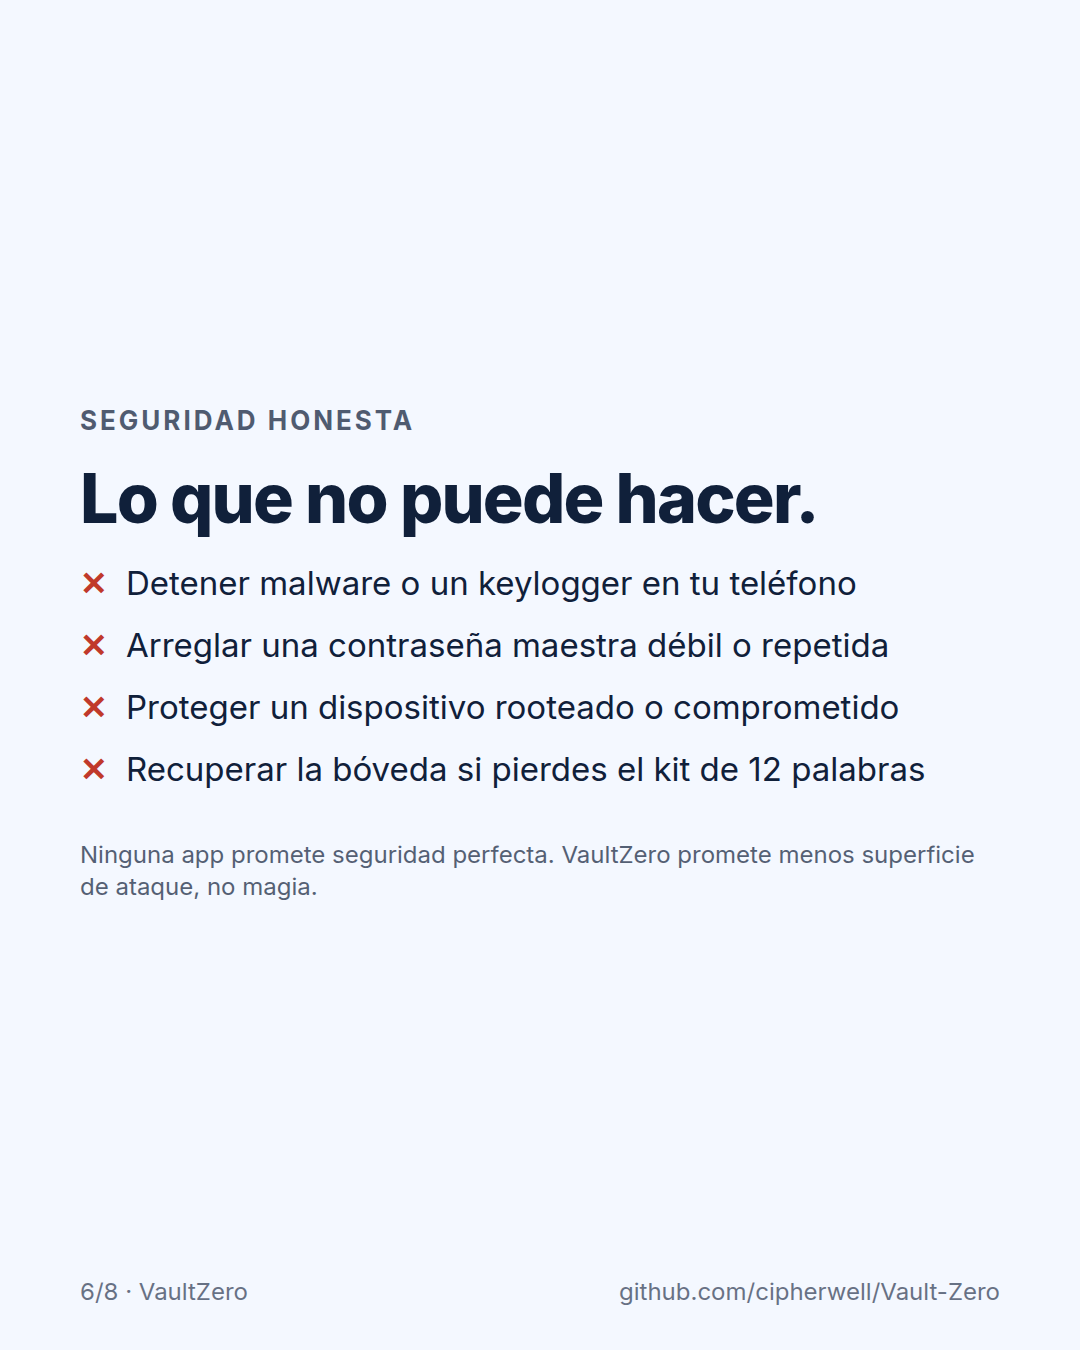 SEGURIDAD HONESTA
Lo que no puede hacer.
✕ Detener malware o un keylogger en tu teléfono
✕ Arreglar una contraseña maestra débil o repetida
✕ Proteger un dispositivo rooteado o comprometido
✕ Recuperar la bóveda si pierdes el kit de 12 palabras
Ninguna app promete seguridad perfecta. VaultZero promete menos superficie
de ataque, no magia.
6/8 · VaultZero
github.com/cipherwell/Vault-Zero